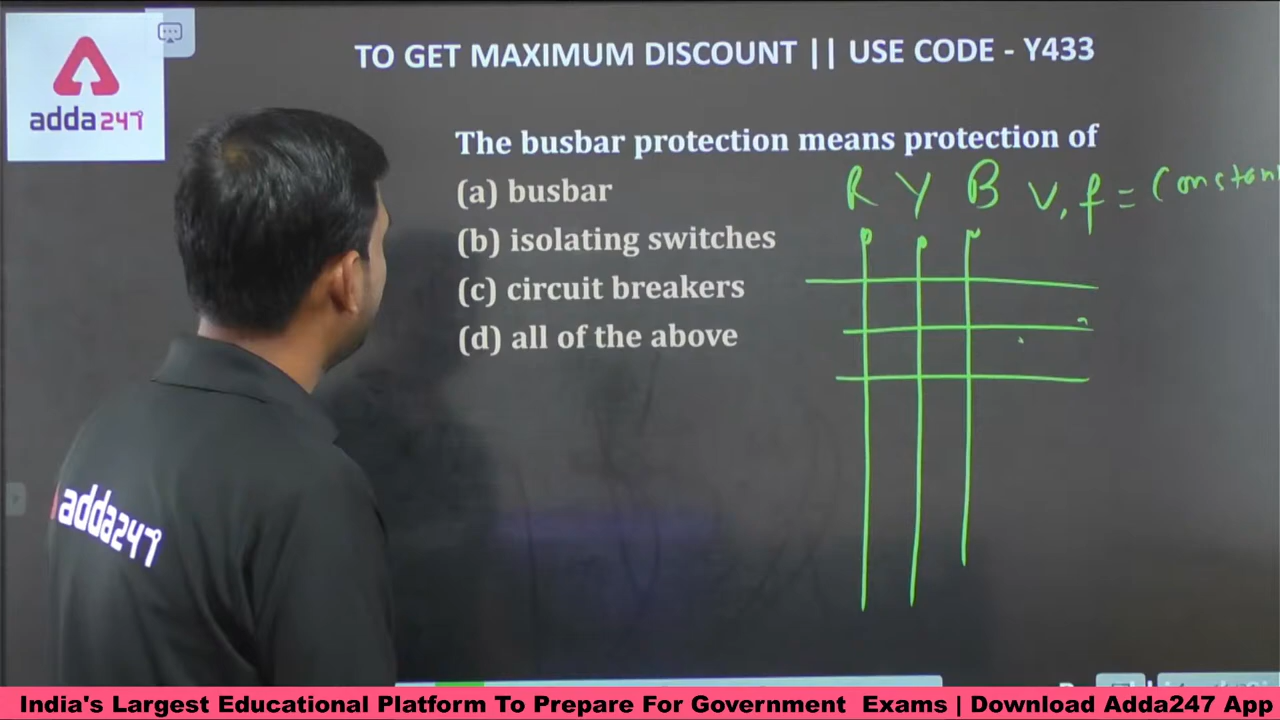 adda247
TO GET MAXIMUM DISCOUNT || USE CODE - Y433
The busbar protection means protection of
(a) busbar
(b) isolating switches
(c) circuit breakers
(d) all of the above
R Y B V, f = Constan
adda247
India's Largest Educational Platform To Prepare For Government Exams | Download Adda247 App